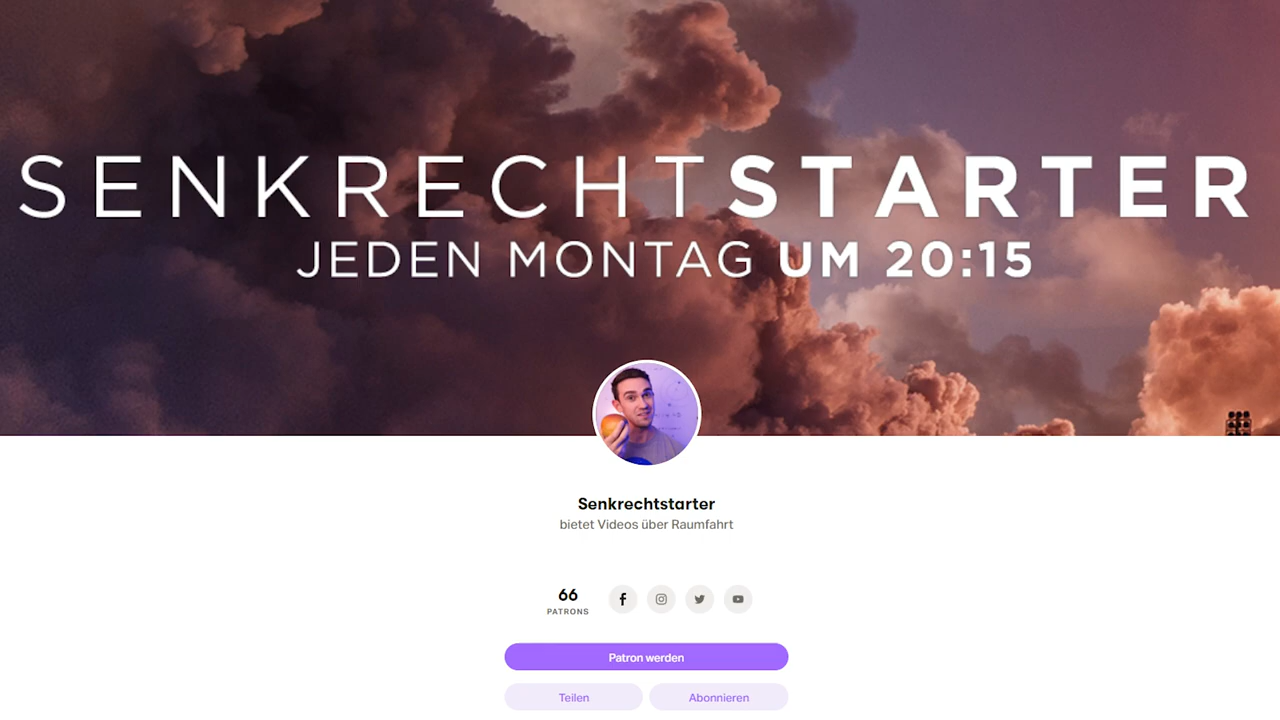 SENKRECHTSTARTER
JEDEN MONTAG UM 20:15
Senkrechtstarter
bietet Videos über Raumfahrt
66
PATRONS
Patron werden
Teilen
Abonnieren